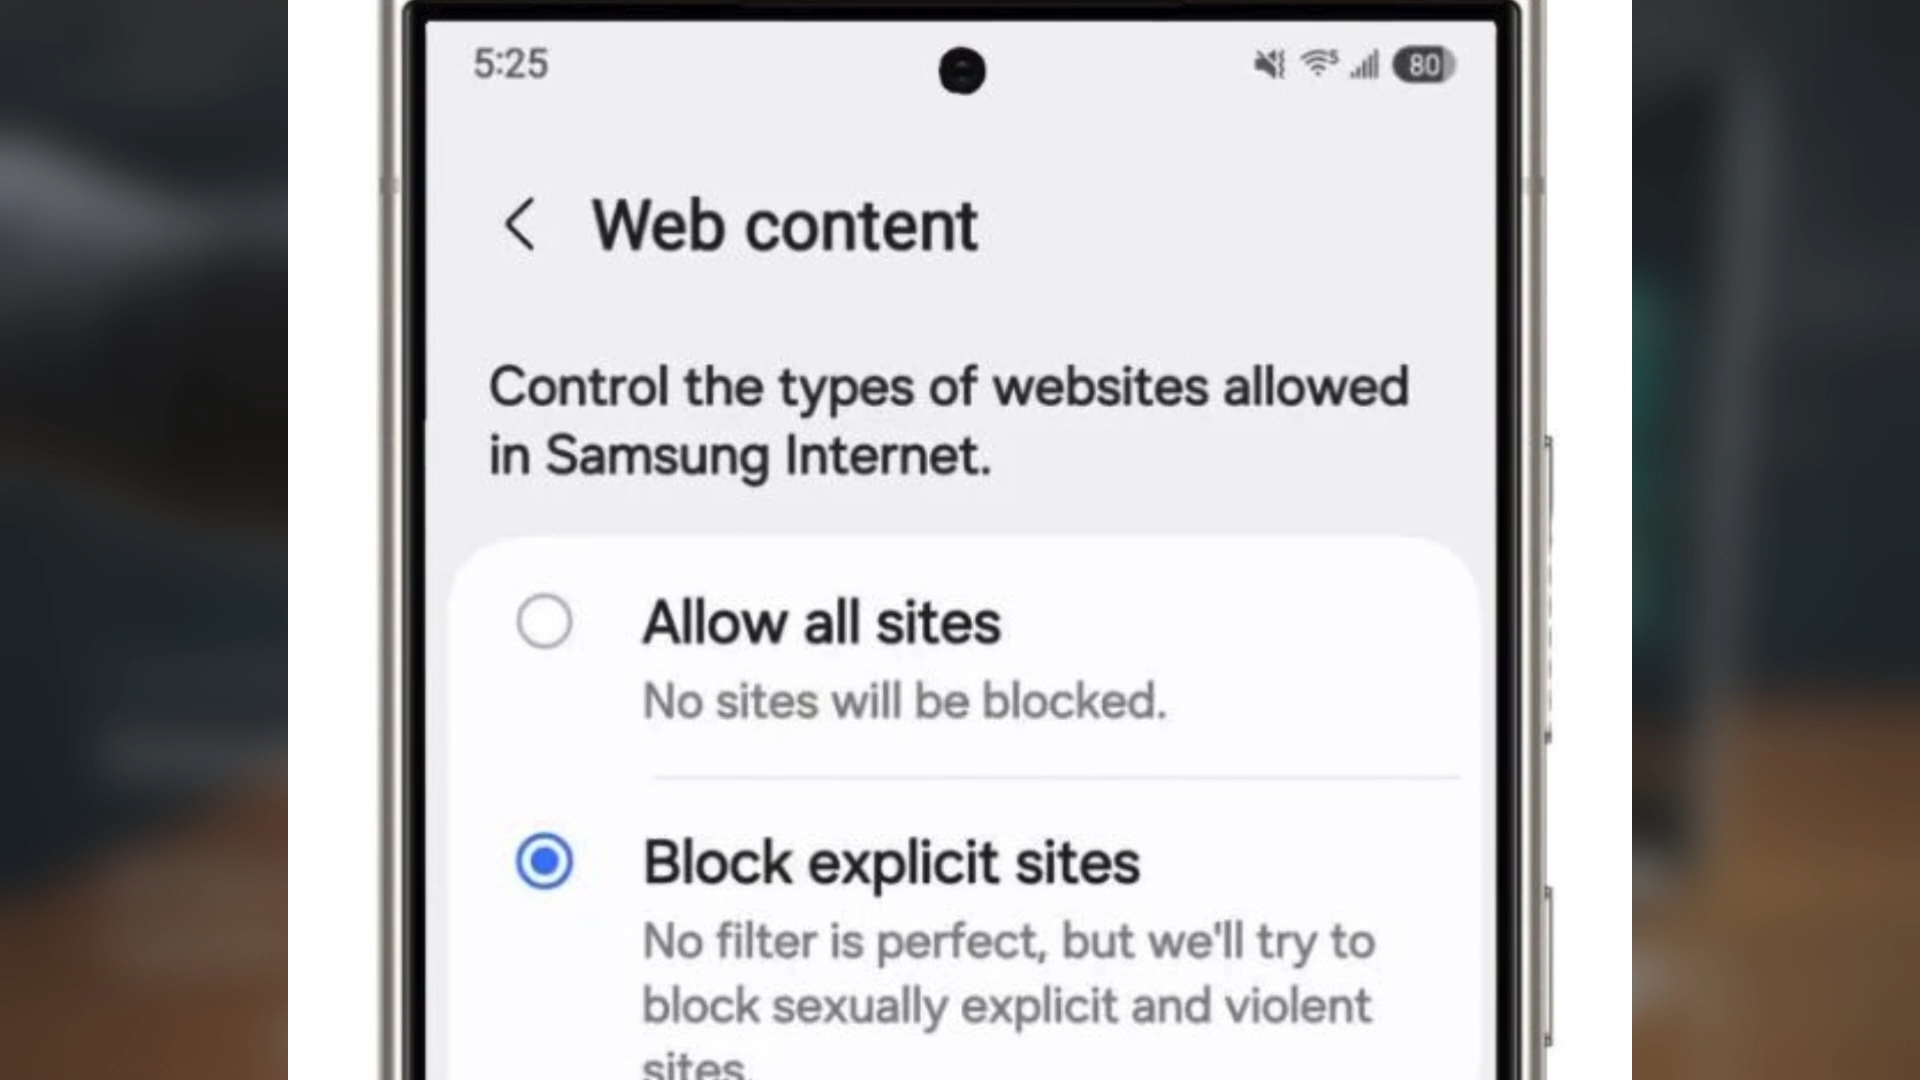 5:25
80
Web content
Control the types of websites allowed
in Samsung Internet.
Allow all sites
No sites will be blocked.
Block explicit sites
No filter is perfect, but we'll try to
block sexually explicit and violent
sites.